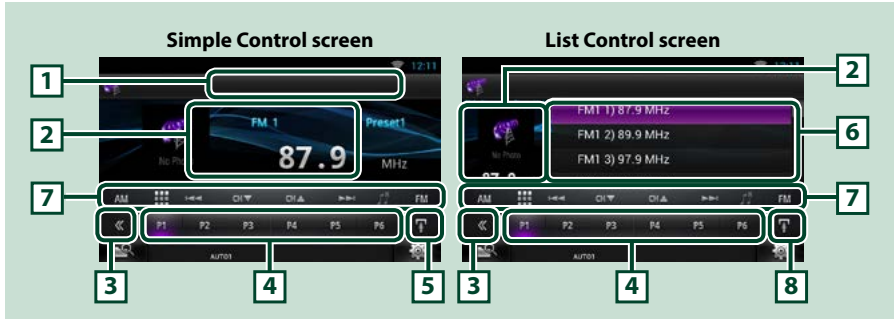 Simple Control screen
List Control screen
1
12:11
2
FM 1
Preset1
No Photo
87.9
MHz
7
AM
CH▼
CH▲
FM
P1 P2 P3 P4 P5 P6
AUTO1
3
4
5
2
FM1 1) 87.9 MHz
FM1 2) 89.9 MHz
FM1 3) 97.9 MHz
No Photo
6
AM
CH▼
CH▲
FM
7
P1 P2 P3 P4 P5 P6
AUTO1
3
4
8